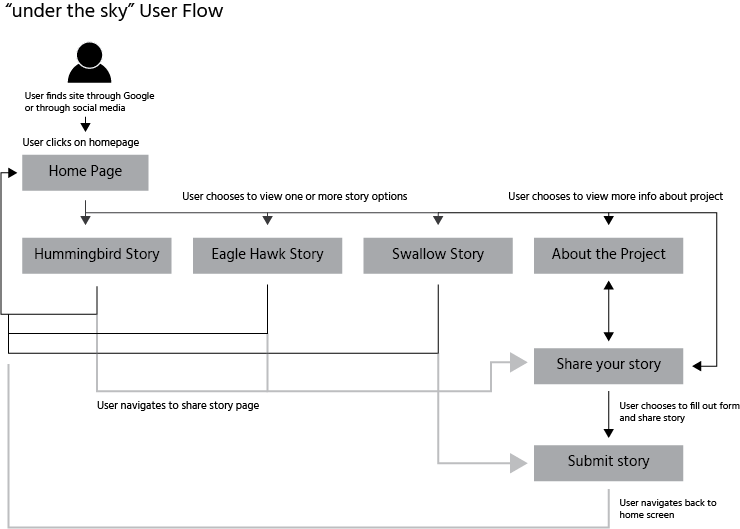 “under the sky” User Flow
User finds site through Google
or through social media
User clicks on homepage
Home Page
User chooses to view one or more story options
User chooses to view more info about project
Hummingbird Story
Eagle Hawk Story
Swallow Story
About the Project
Share your story
User navigates to share story page
User chooses to fill out form
and share story
Submit story
User navigates back to
home screen